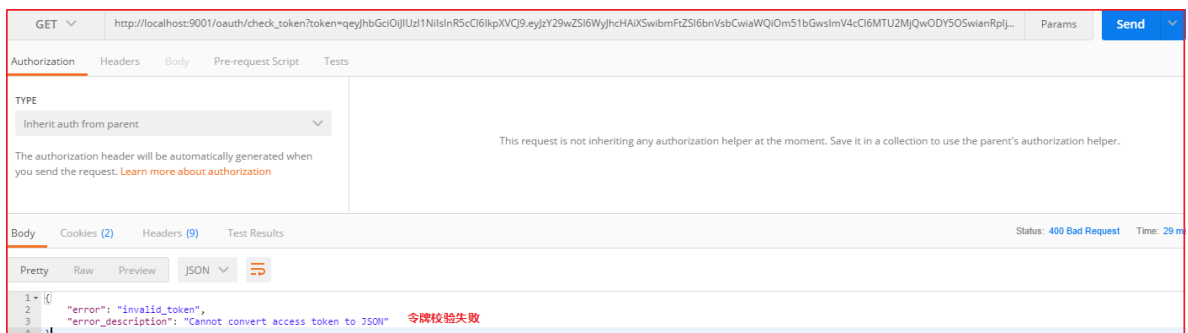 GET http://localhost:9001/oauth/check_token?token=qeyJhbGciOiJIUzI1NiIsInR5cCI6IkpXVCJ9.eyJzY29wZSI6WyJhcHAiXSwibmFtZSI6bnVsbCwiaWQiOm51bGwsImV4cCI6MTU2MjQwODY5OSwianRpIj... Params Send
Authorization Headers Body Pre-request Script Tests
TYPE
Inherit auth from parent
This request is not inheriting any authorization helper at the moment. Save it in a collection to use the parent's authorization helper.
The authorization header will be automatically generated when
you send the request. Learn more about authorization
Body Cookies (2) Headers (9) Test Results Status: 400 Bad Request Time: 29 m
Pretty Raw Preview JSON
1 {
2 "error": "invalid_token",
3 "error_description": "Cannot convert access token to JSON" 令牌校验失败
4 }